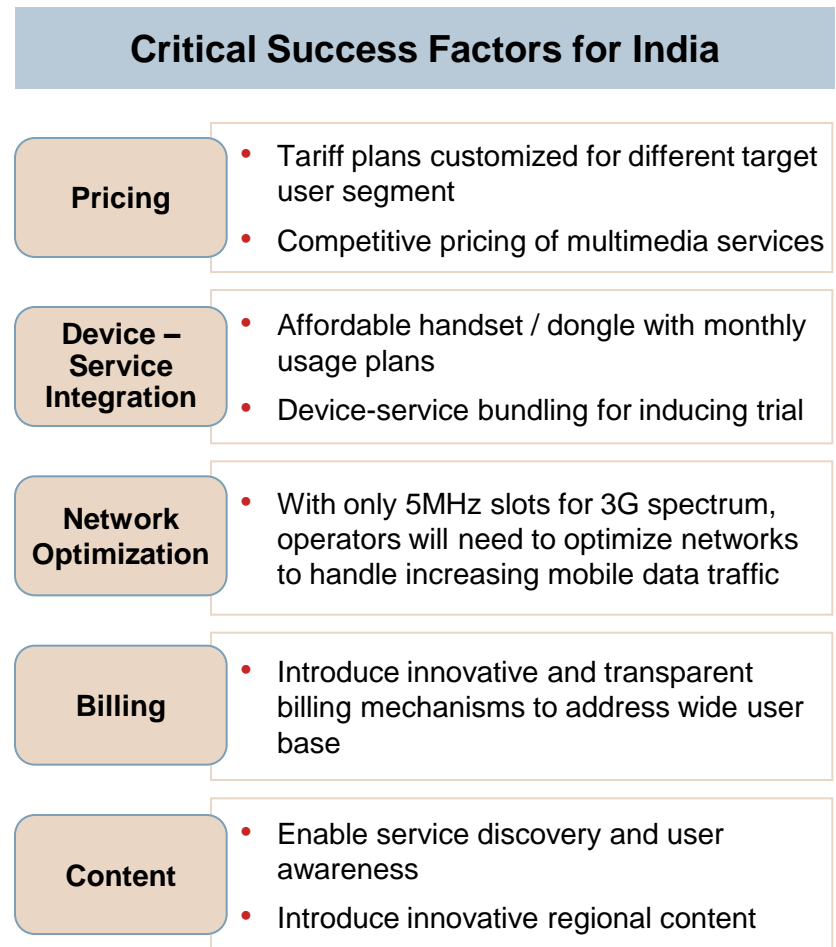 Critical Success Factors for India
Pricing
• Tariff plans customized for different target
user segment
• Competitive pricing of multimedia services
Device –
Service
Integration
• Affordable handset / dongle with monthly
usage plans
• Device-service bundling for inducing trial
Network
Optimization
• With only 5MHz slots for 3G spectrum,
operators will need to optimize networks
to handle increasing mobile data traffic
Billing
• Introduce innovative and transparent
billing mechanisms to address wide user
base
Content
• Enable service discovery and user
awareness
• Introduce innovative regional content